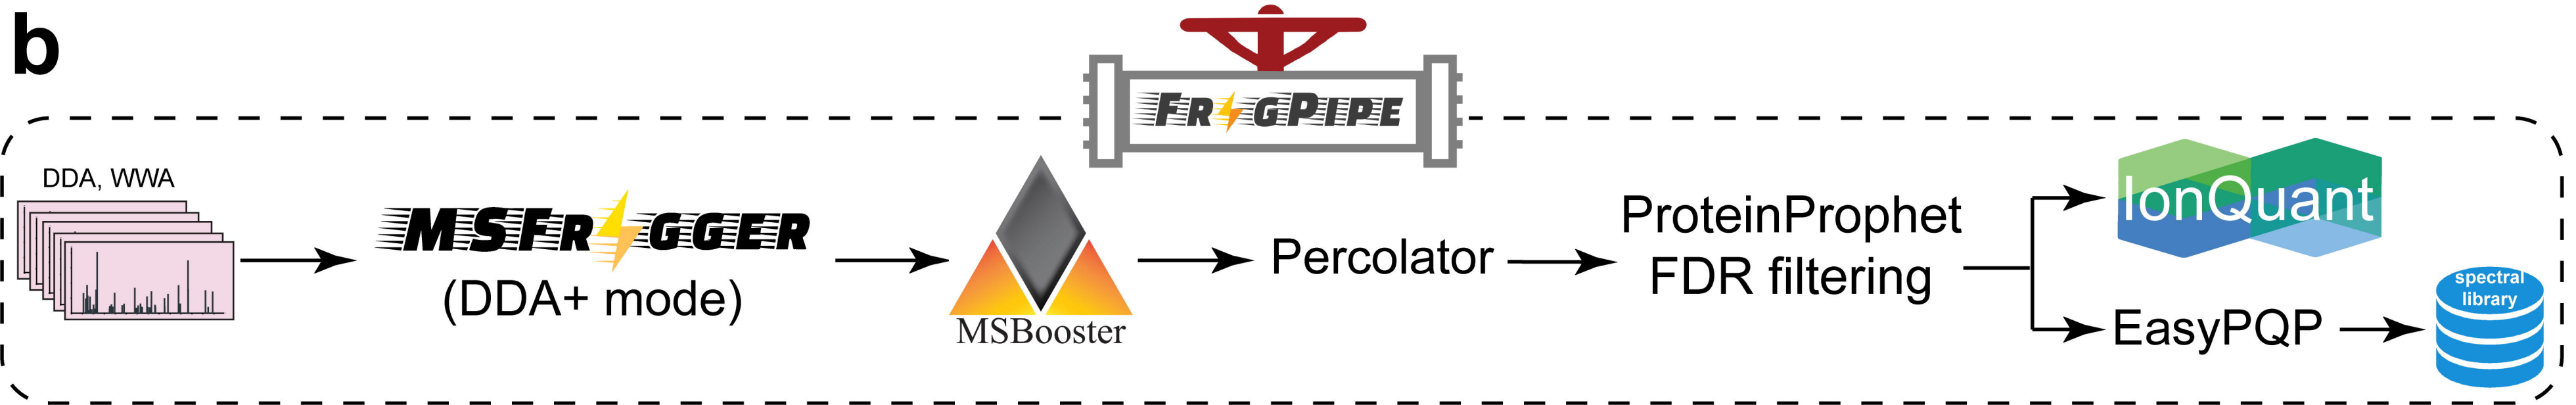 b
FRAGPIPE
DDA, WWA
MSFRAGGER
(DDA+ mode)
MSBooster
Percolator
ProteinProphet
FDR filtering
IonQuant
EasyPQP
spectral
library